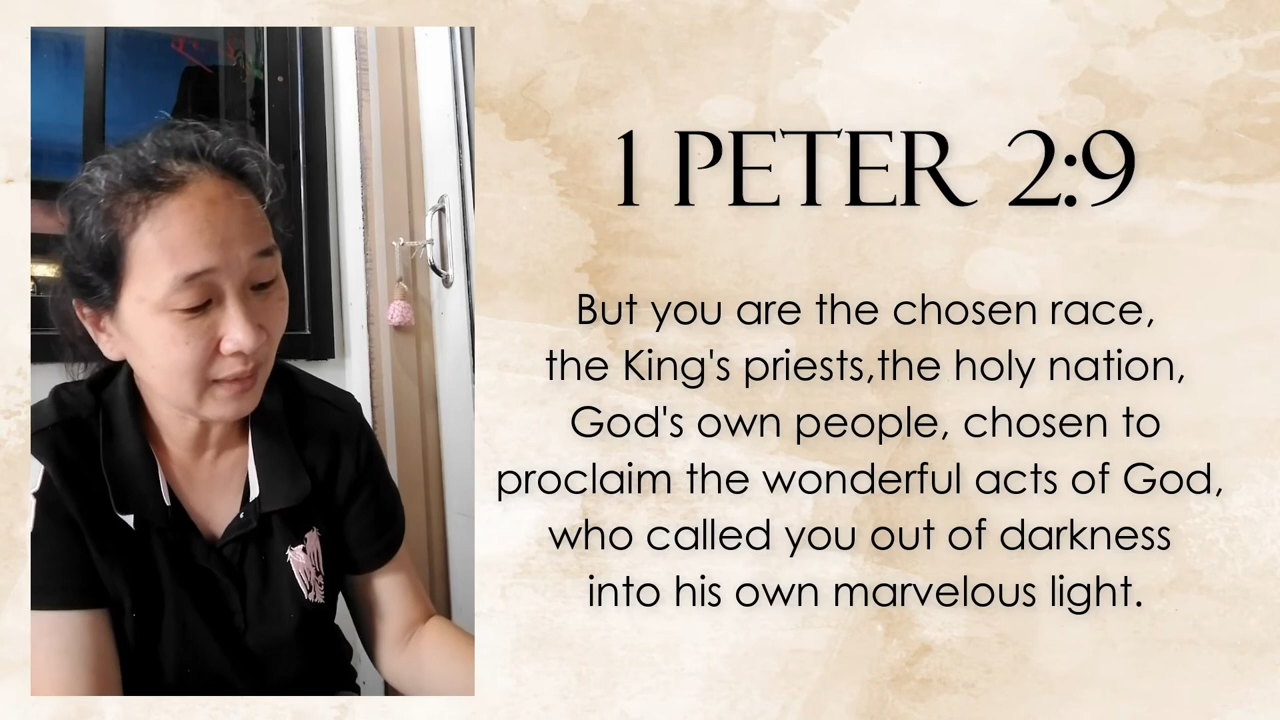 1 PETER 2:9
But you are the chosen race,
the King's priests,the holy nation,
God's own people, chosen to
proclaim the wonderful acts of God,
who called you out of darkness
into his own marvelous light.